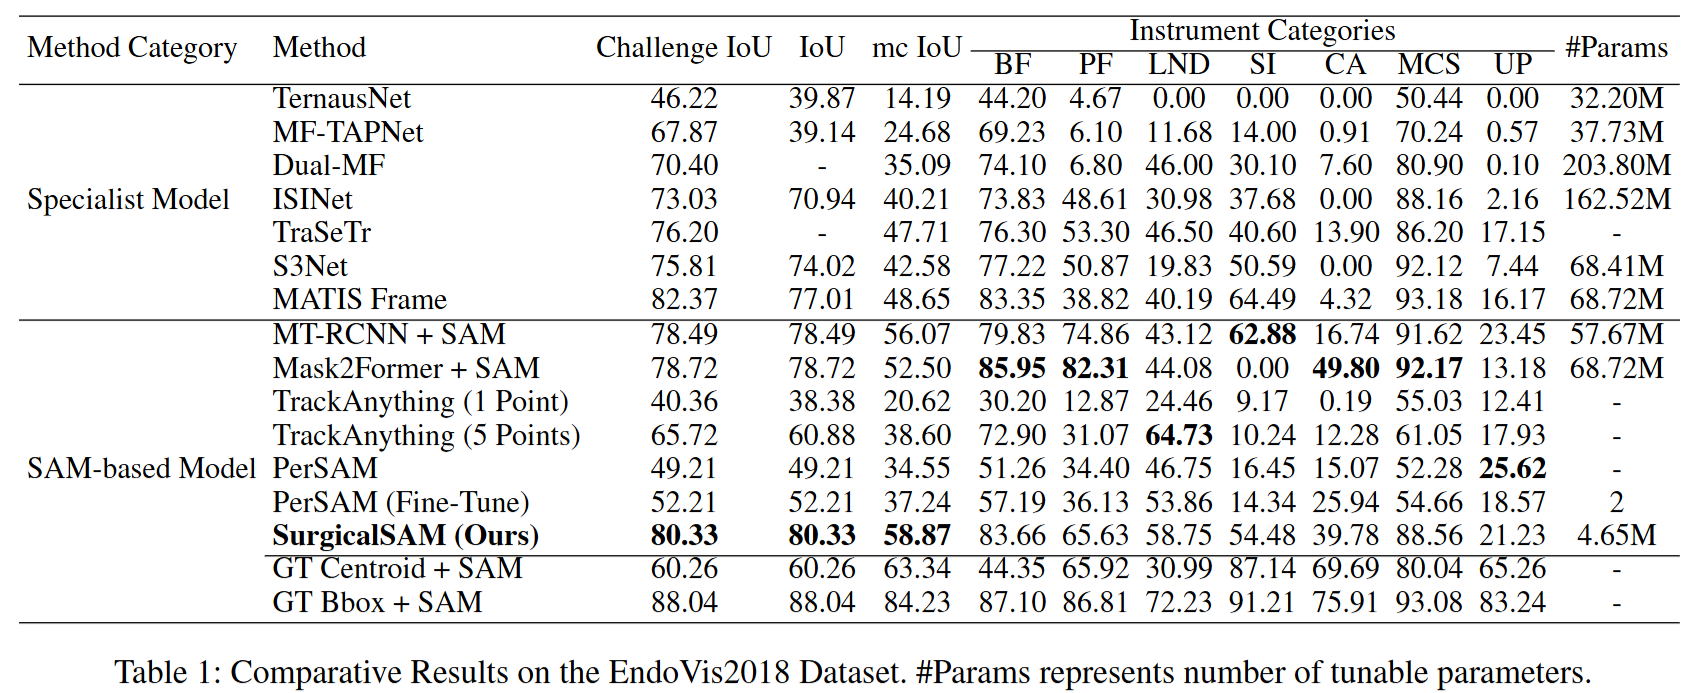 Method Category Method Challenge IoU IoU mc IoU Instrument Categories #Params
BF PF LND SI CA MCS UP
TernausNet 46.22 39.87 14.19 44.20 4.67 0.00 0.00 0.00 50.44 0.00 32.20M
MF-TAPNet 67.87 39.14 24.68 69.23 6.10 11.68 14.00 0.91 70.24 0.57 37.73M
Dual-MF 70.40 - 35.09 74.10 6.80 46.00 30.10 7.60 80.90 0.10 203.80M
Specialist Model ISINet 73.03 70.94 40.21 73.83 48.61 30.98 37.68 0.00 88.16 2.16 162.52M
TraSeTr 76.20 - 47.71 76.30 53.30 46.50 40.60 13.90 86.20 17.15 -
S3Net 75.81 74.02 42.58 77.22 50.87 19.83 50.59 0.00 92.12 7.44 68.41M
MATIS Frame 82.37 77.01 48.65 83.35 38.82 40.19 64.49 4.32 93.18 16.17 68.72M
MT-RCNN + SAM 78.49 78.49 56.07 79.83 74.86 43.12 62.88 16.74 91.62 23.45 57.67M
Mask2Former + SAM 78.72 78.72 52.50 85.95 82.31 44.08 0.00 49.80 92.17 13.18 68.72M
TrackAnything (1 Point) 40.36 38.38 20.62 30.20 12.87 24.46 9.17 0.19 55.03 12.41 -
TrackAnything (5 Points) 65.72 60.88 38.60 72.90 31.07 64.73 10.24 12.28 61.05 17.93 -
SAM-based Model PerSAM 49.21 49.21 34.55 51.26 34.40 46.75 16.45 15.07 52.28 25.62 -
PerSAM (Fine-Tune) 52.21 52.21 37.24 57.19 36.13 53.86 14.34 25.94 54.66 18.57 2
SurgicalSAM (Ours) 80.33 80.33 58.87 83.66 65.63 58.75 54.48 39.78 88.56 21.23 4.65M
GT Centroid + SAM 60.26 60.26 63.34 44.35 65.92 30.99 87.14 69.69 80.04 65.26 -
GT Bbox + SAM 88.04 88.04 84.23 87.10 86.81 72.23 91.21 75.91 93.08 83.24 -
Table 1: Comparative Results on the EndoVis2018 Dataset. #Params represents number of tunable parameters.